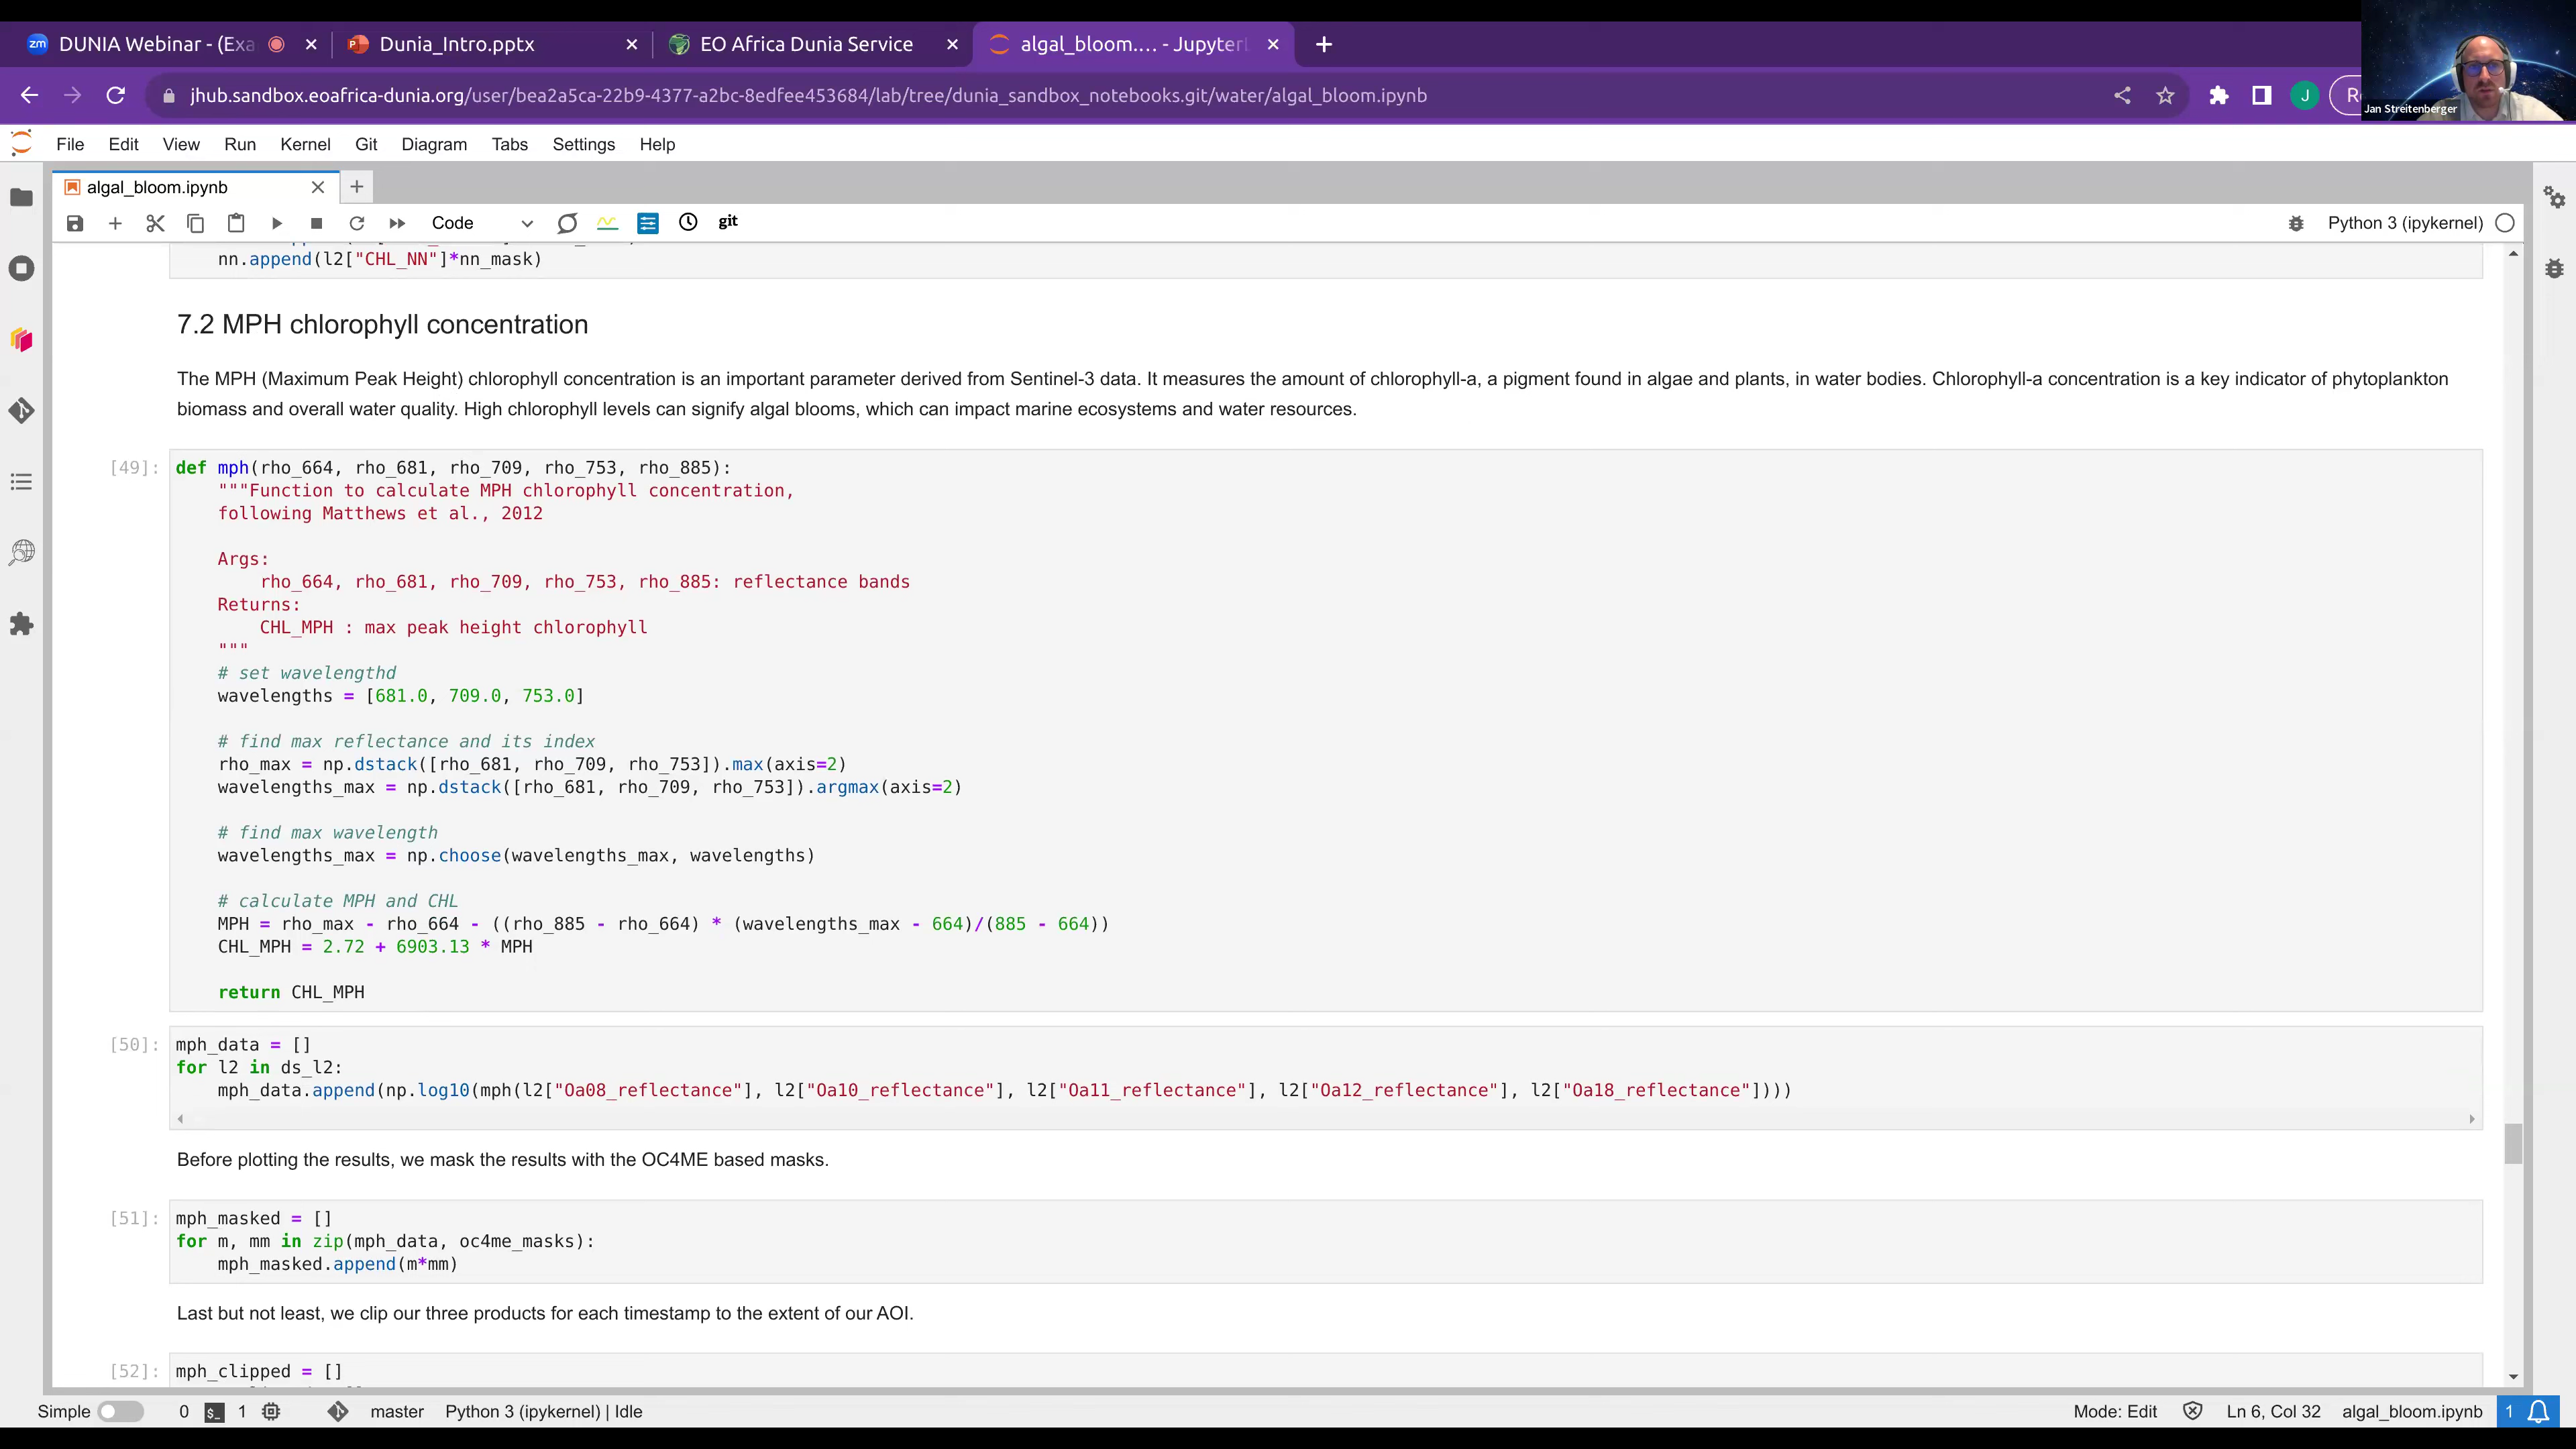 zm DUNIA Webinar - (Exa
Dunia_Intro.pptx
EO Africa Dunia Service
algal_bloom.... - Jupyter
jhub.sandbox.eoafrica-dunia.org/user/bea2a5ca-22b9-4377-a2bc-8edfee453684/lab/tree/dunia_sandbox_notebooks.git/water/algal_bloom.ipynb
J
Jan Streitenberger
File Edit View Run Kernel Git Diagram Tabs Settings Help
algal_bloom.ipynb
Code
git
Python 3 (ipykernel)
nn.append(l2["CHL_NN"]*nn_mask)
7.2 MPH chlorophyll concentration
The MPH (Maximum Peak Height) chlorophyll concentration is an important parameter derived from Sentinel-3 data. It measures the amount of chlorophyll-a, a pigment found in algae and plants, in water bodies. Chlorophyll-a concentration is a key indicator of phytoplankton
biomass and overall water quality. High chlorophyll levels can signify algal blooms, which can impact marine ecosystems and water resources.
[49]: def mph(rho_664, rho_681, rho_709, rho_753, rho_885):
"""Function to calculate MPH chlorophyll concentration,
following Matthews et al., 2012
Args:
rho_664, rho_681, rho_709, rho_753, rho_885: reflectance bands
Returns:
CHL_MPH : max peak height chlorophyll
"""
# set wavelengthd
wavelengths = [681.0, 709.0, 753.0]
# find max reflectance and its index
rho_max = np.dstack([rho_681, rho_709, rho_753]).max(axis=2)
wavelengths_max = np.dstack([rho_681, rho_709, rho_753]).argmax(axis=2)
# find max wavelength
wavelengths_max = np.choose(wavelengths_max, wavelengths)
# calculate MPH and CHL
MPH = rho_max - rho_664 - ((rho_885 - rho_664) * (wavelengths_max - 664)/(885 - 664))
CHL_MPH = 2.72 + 6903.13 * MPH
return CHL_MPH
[50]: mph_data = []
for l2 in ds_l2:
mph_data.append(np.log10(mph(l2["Oa08_reflectance"], l2["Oa10_reflectance"], l2["Oa11_reflectance"], l2["Oa12_reflectance"], l2["Oa18_reflectance"])))
Before plotting the results, we mask the results with the OC4ME based masks.
[51]: mph_masked = []
for m, mm in zip(mph_data, oc4me_masks):
mph_masked.append(m*mm)
Last but not least, we clip our three products for each timestamp to the extent of our AOI.
[52]: mph_clipped = []
Simple 0 $_ 1 master Python 3 (ipykernel) | Idle Mode: Edit Ln 6, Col 32 algal_bloom.ipynb 1